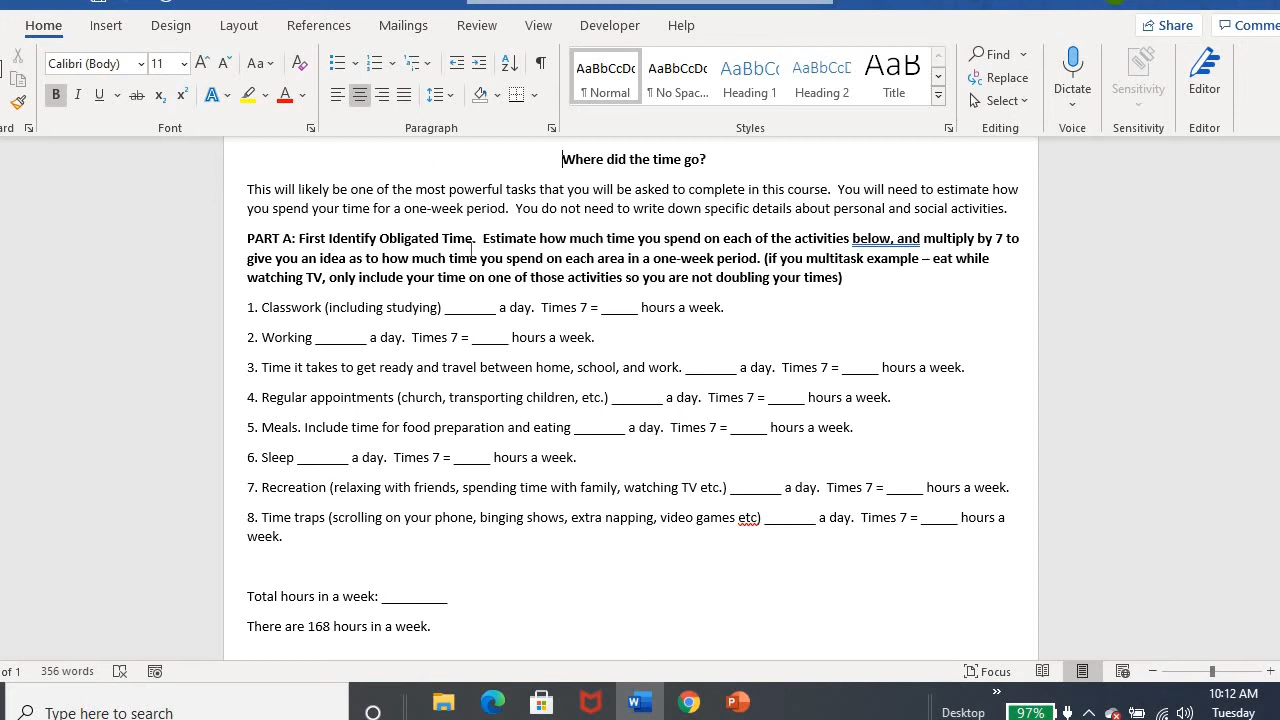 Home Insert Design Layout References Mailings Review View Developer Help Share Comme
Calibri (Body) 11 Aa Find
AaBbCcDc AaBbCcDc AaBbCc AaBbCcD AaB Replace
B I U ab x₂ x² A A ¶ Normal ¶ No Spac... Heading 1 Heading 2 Title Select Dictate Sensitivity Editor
ard Font Paragraph Styles Editing Voice Sensitivity Editor
Where did the time go?
This will likely be one of the most powerful tasks that you will be asked to complete in this course. You will need to estimate how
you spend your time for a one-week period. You do not need to write down specific details about personal and social activities.
PART A: First Identify Obligated Time. Estimate how much time you spend on each of the activities below, and multiply by 7 to
give you an idea as to how much time you spend on each area in a one-week period. (if you multitask example – eat while
watching TV, only include your time on one of those activities so you are not doubling your times)
1. Classwork (including studying) _______ a day. Times 7 = _____ hours a week.
2. Working _______ a day. Times 7 = _____ hours a week.
3. Time it takes to get ready and travel between home, school, and work. _______ a day. Times 7 = _____ hours a week.
4. Regular appointments (church, transporting children, etc.) _______ a day. Times 7 = _____ hours a week.
5. Meals. Include time for food preparation and eating _______ a day. Times 7 = _____ hours a week.
6. Sleep _______ a day. Times 7 = _____ hours a week.
7. Recreation (relaxing with friends, spending time with family, watching TV etc.) _______ a day. Times 7 = _____ hours a week.
8. Time traps (scrolling on your phone, binging shows, extra napping, video games etc) _______ a day. Times 7 = _____ hours a
week.
Total hours in a week: _________
There are 168 hours in a week.
of 1 356 words Focus
10:12 AM
Type here to search Desktop 97% Tuesday